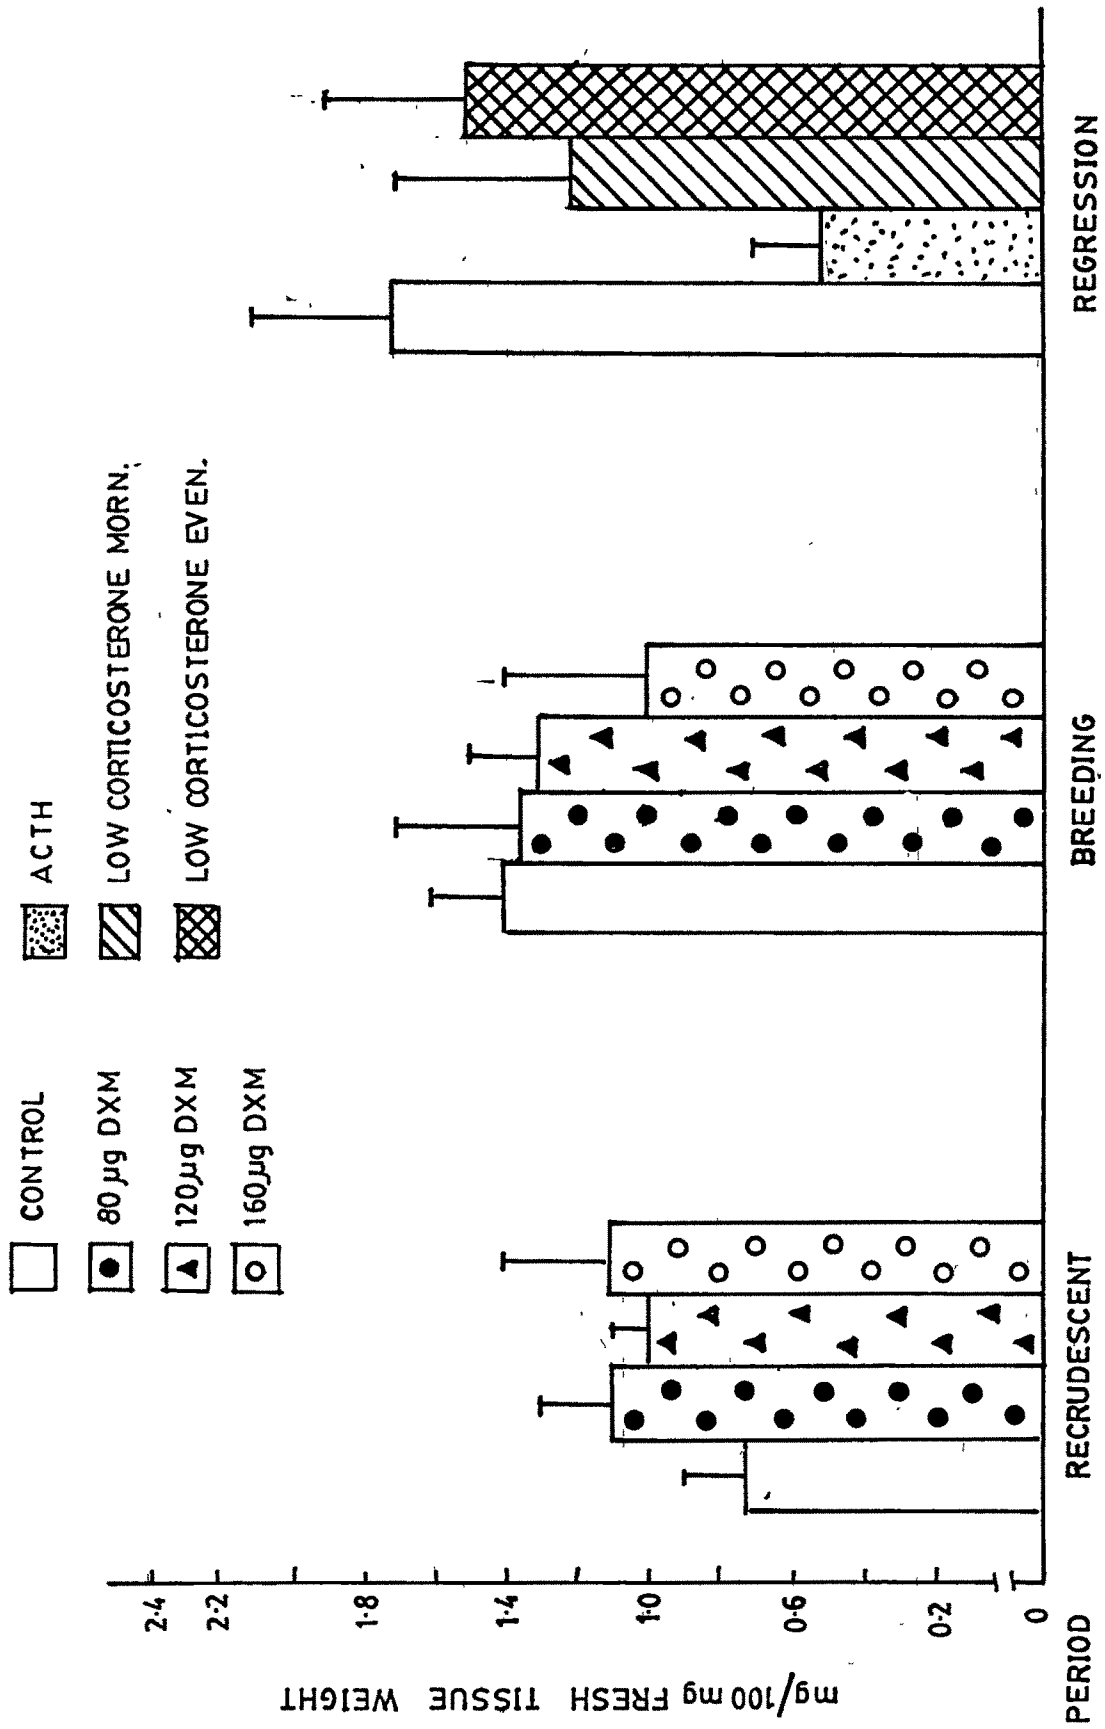 CONTROL
80 µg DXM
120 µg DXM
160 µg DXM
ACTH
LOW CORTICOSTERONE MORN.
LOW CORTICOSTERONE EVEN.
mg/100 mg FRESH TISSUE WEIGHT
2·4
2·2
1·8
1·4
1·0
0·6
0·2
0
PERIOD RECRUDESCENT BREEDING REGRESSION